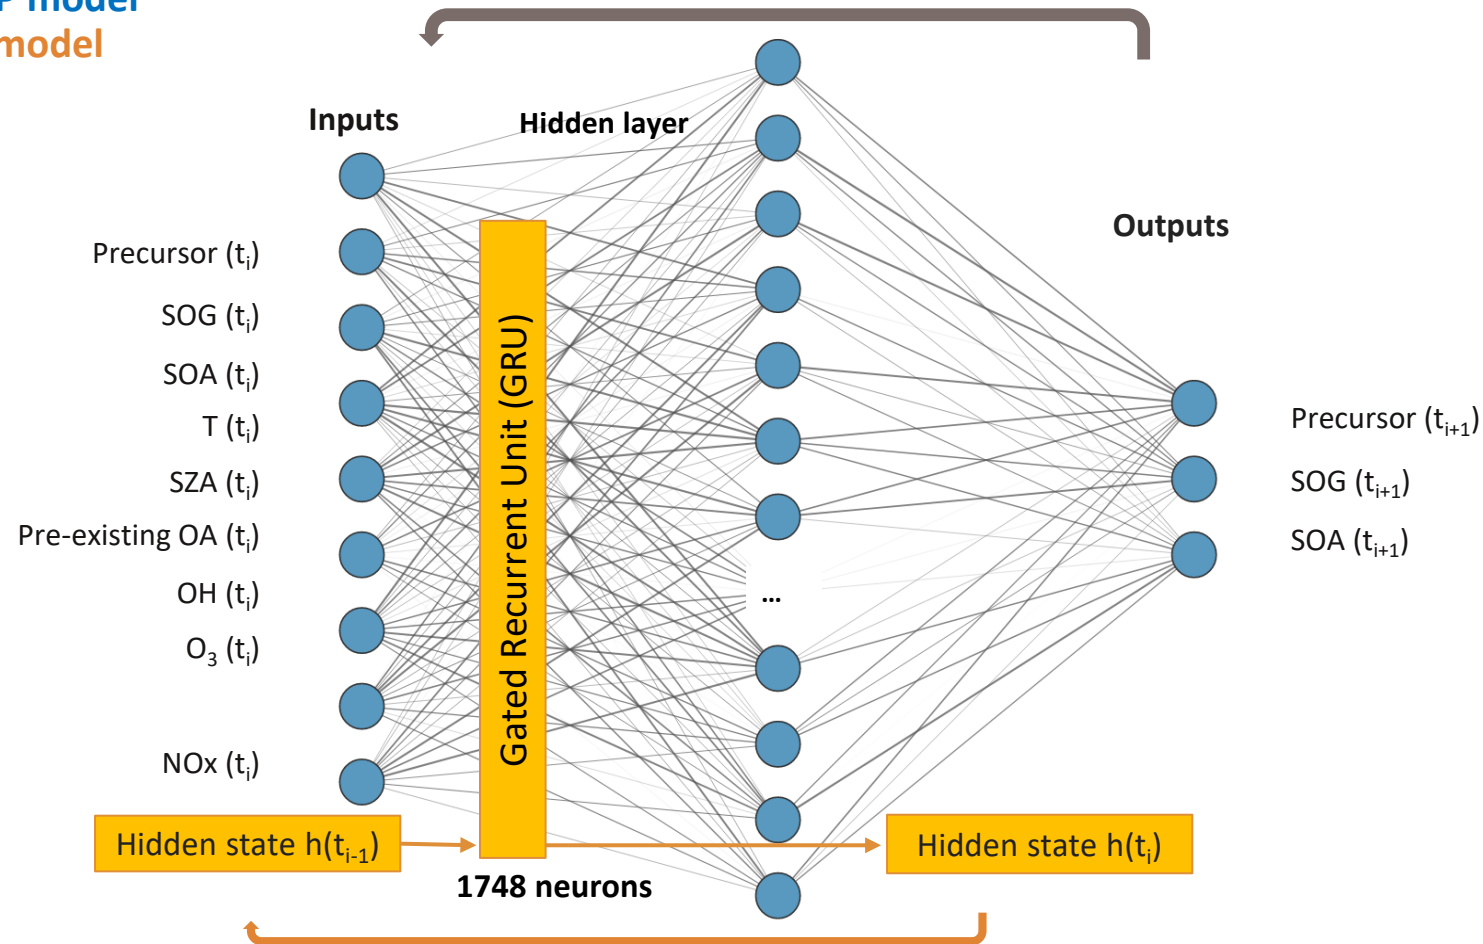 P model
model
Inputs
Hidden layer
Outputs
Precursor (tᵢ)
SOG (tᵢ)
SOA (tᵢ)
T (tᵢ)
SZA (tᵢ)
Pre-existing OA (tᵢ)
OH (tᵢ)
O₃ (tᵢ)
NOx (tᵢ)
Gated Recurrent Unit (GRU)
...
Precursor (tᵢ₊₁)
SOG (tᵢ₊₁)
SOA (tᵢ₊₁)
Hidden state h(tᵢ₋₁)
Hidden state h(tᵢ)
1748 neurons